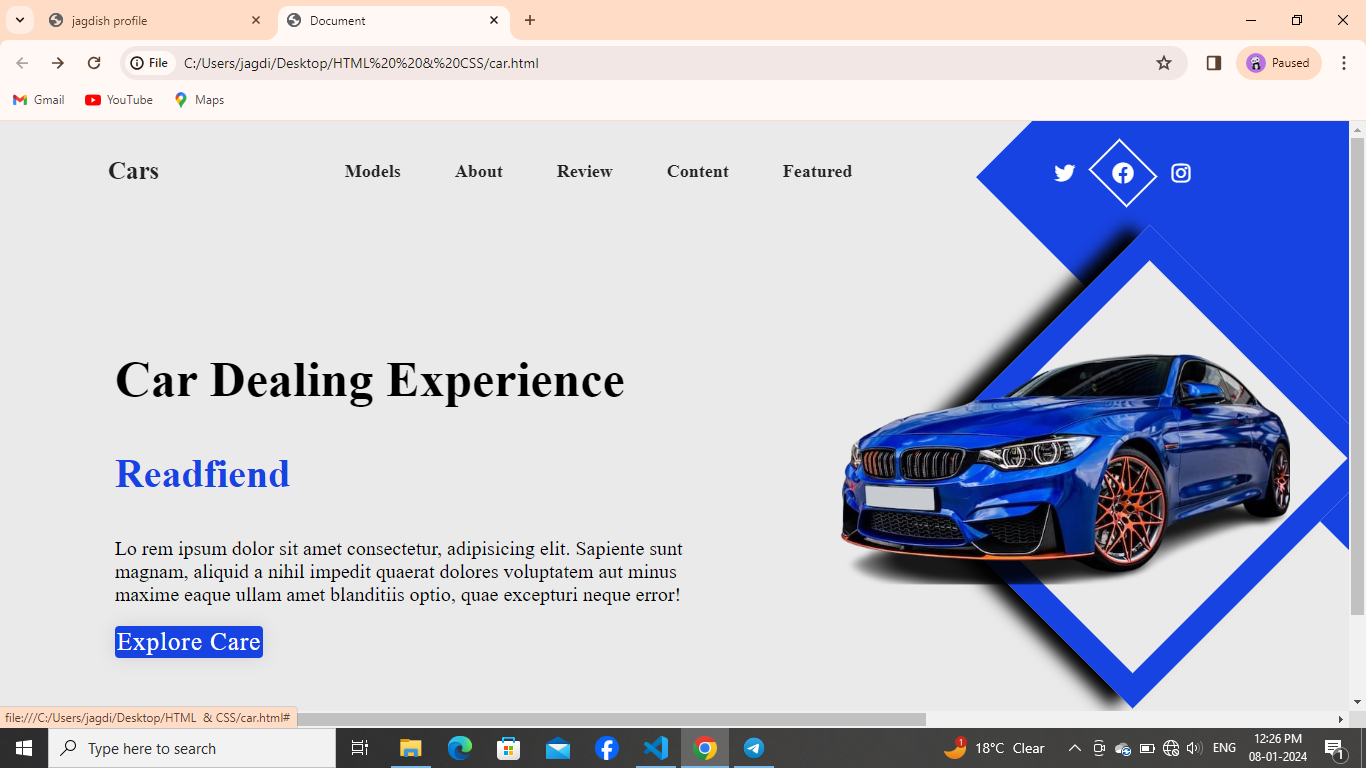 jagdish profile
Document
File
C:/Users/jagdi/Desktop/HTML%20%20&%20CSS/car.html
Paused
Gmail
YouTube
Maps
Cars
Models
About
Review
Content
Featured
Car Dealing Experience
Readfiend
Lo rem ipsum dolor sit amet consectetur, adipisicing elit. Sapiente sunt
magnam, aliquid a nihil impedit quaerat dolores voluptatem aut minus
maxime eaque ullam amet blanditiis optio, quae excepturi neque error!
Explore Care
file:///C:/Users/jagdi/Desktop/HTML  & CSS/car.html#
Type here to search
1
18°C Clear
ENG
12:26 PM
08-01-2024
1